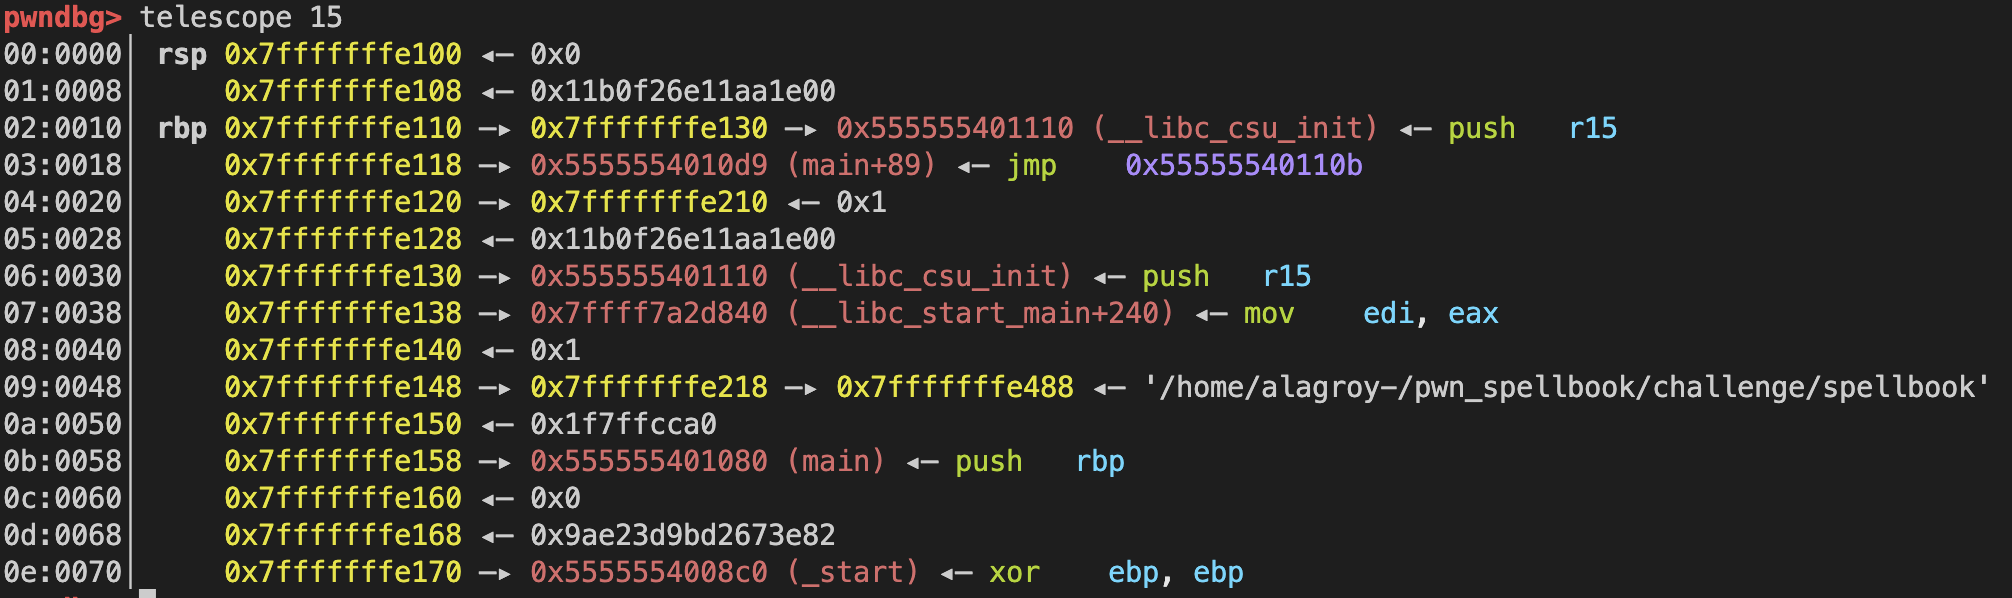 pwndbg> telescope 15
00:0000│ rsp 0x7fffffffe100 ◂— 0x0
01:0008│     0x7fffffffe108 ◂— 0x11b0f26e11aa1e00
02:0010│ rbp 0x7fffffffe110 —▸ 0x7fffffffe130 —▸ 0x555555401110 (__libc_csu_init) ◂— push   r15
03:0018│     0x7fffffffe118 —▸ 0x5555554010d9 (main+89) ◂— jmp    0x55555540110b
04:0020│     0x7fffffffe120 —▸ 0x7fffffffe210 ◂— 0x1
05:0028│     0x7fffffffe128 ◂— 0x11b0f26e11aa1e00
06:0030│     0x7fffffffe130 —▸ 0x555555401110 (__libc_csu_init) ◂— push   r15
07:0038│     0x7fffffffe138 —▸ 0x7ffff7a2d840 (__libc_start_main+240) ◂— mov    edi, eax
08:0040│     0x7fffffffe140 ◂— 0x1
09:0048│     0x7fffffffe148 —▸ 0x7fffffffe218 —▸ 0x7fffffffe488 ◂— '/home/alagroy-/pwn_spellbook/challenge/spellbook'
0a:0050│     0x7fffffffe150 ◂— 0x1f7ffcca0
0b:0058│     0x7fffffffe158 —▸ 0x555555401080 (main) ◂— push   rbp
0c:0060│     0x7fffffffe160 ◂— 0x0
0d:0068│     0x7fffffffe168 ◂— 0x9ae23d9bd2673e82
0e:0070│     0x7fffffffe170 —▸ 0x5555554008c0 (_start) ◂— xor    ebp, ebp